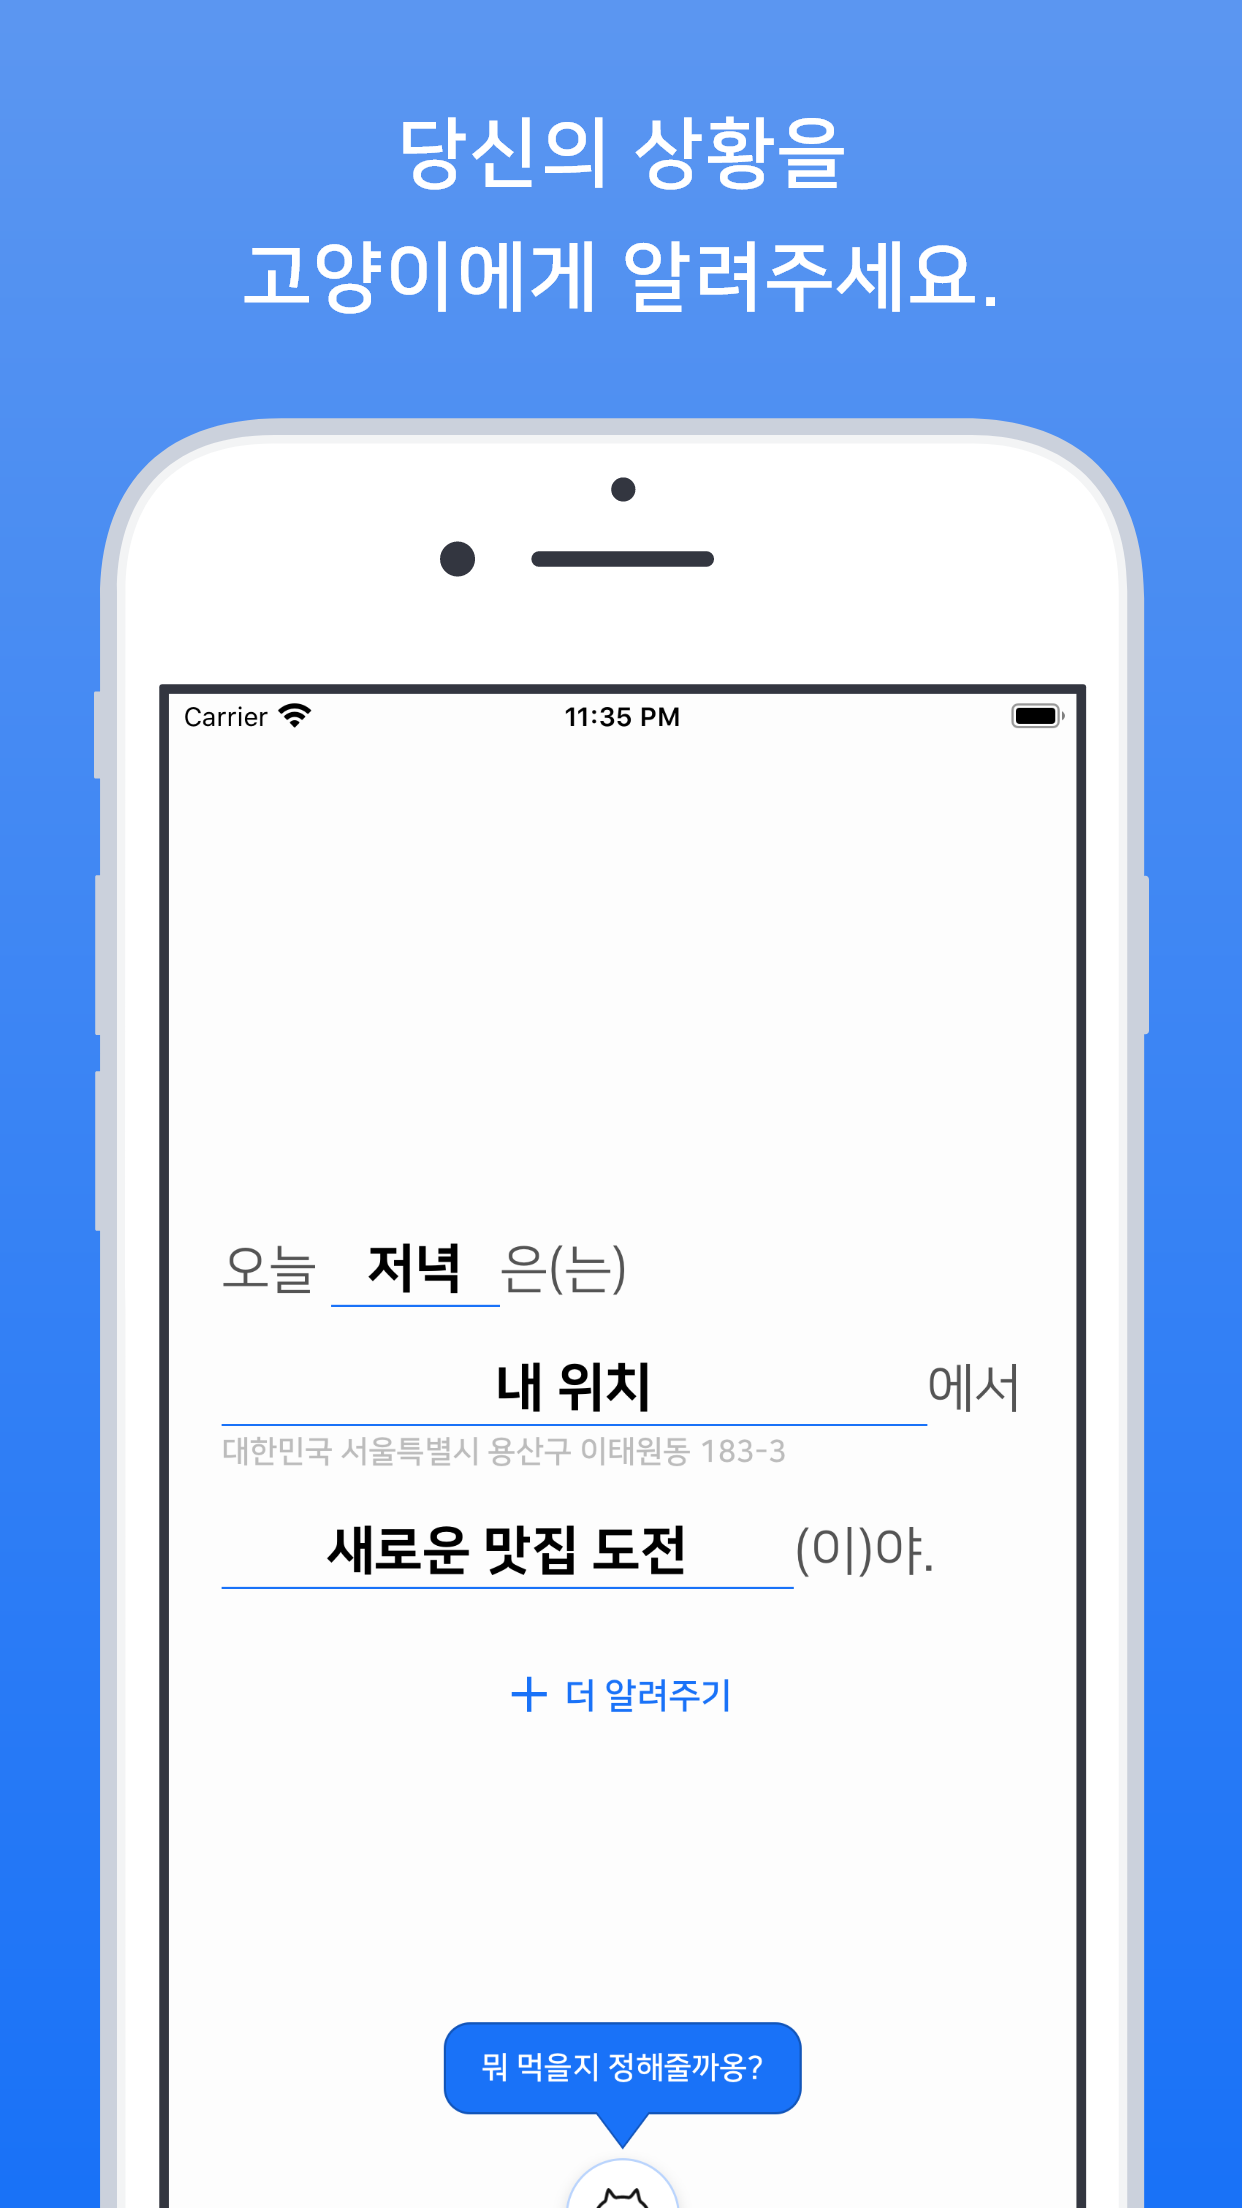 당신의 상황을
고양이에게 알려주세요.
Carrier 11:35 PM
오늘 저녁 은(는)
내 위치 에서
대한민국 서울특별시 용산구 이태원동 183-3
새로운 맛집 도전 (이)야.
+ 더 알려주기
뭐 먹을지 정해줄까옹?